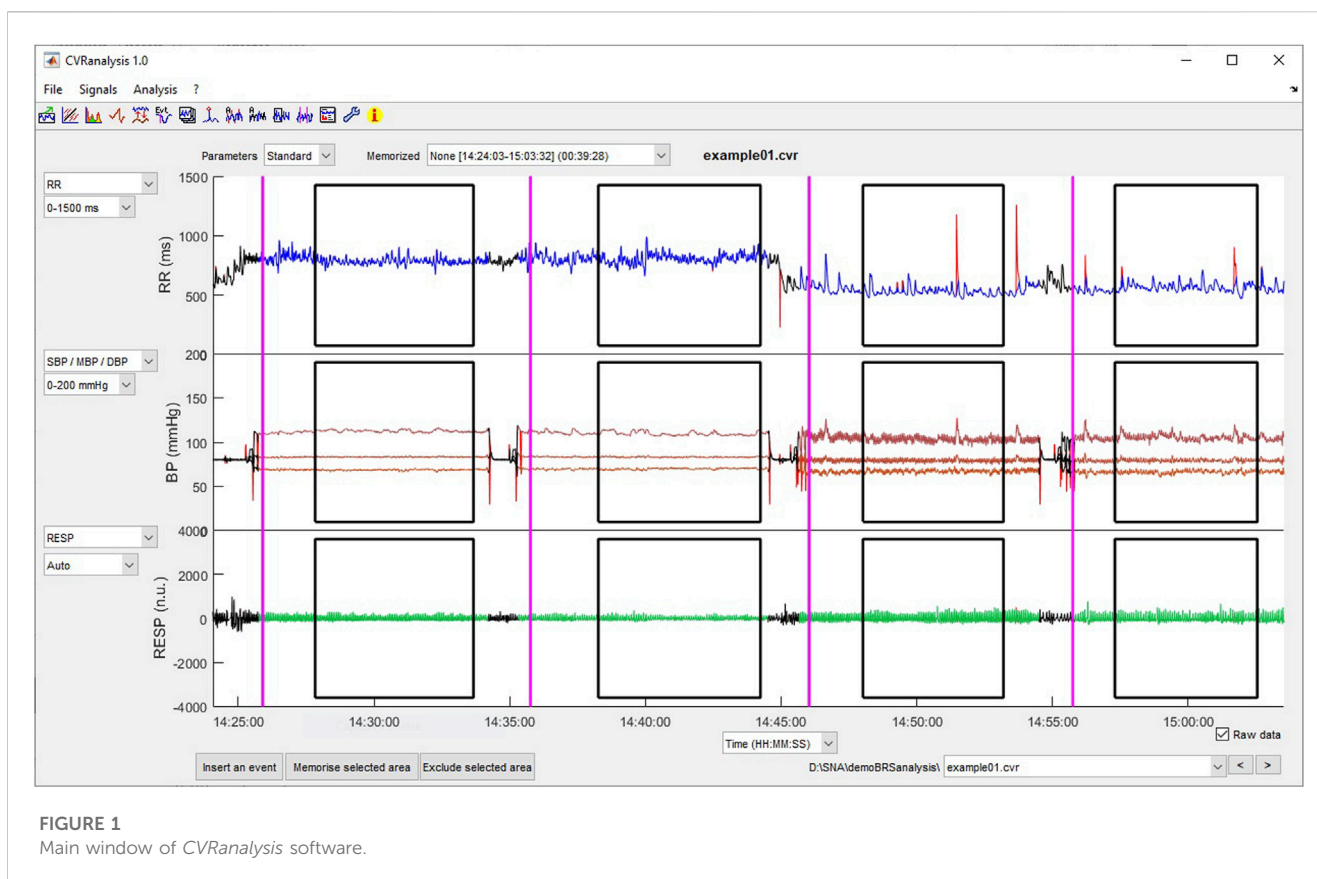 CVRanalysis 1.0
File Signals Analysis ?
Parameters Standard Memorized None [14:24:03-15:03:32] (00:39:28) example01.cvr
RR
0-1500 ms
RR (ms)
1500
1000
500
0
SBP / MBP / DBP
0-200 mmHg
BP (mmHg)
200
150
100
50
0
RESP
Auto
RESP (n.u.)
4000
2000
0
-2000
-4000
14:25:00 14:30:00 14:35:00 14:40:00 14:45:00 14:50:00 14:55:00 15:00:00
Time (HH:MM:SS)
Raw data
Insert an event Memorise selected area Exclude selected area D:\SNA\demoBRSanalysis\ example01.cvr < >
FIGURE 1
Main window of CVRanalysis software.